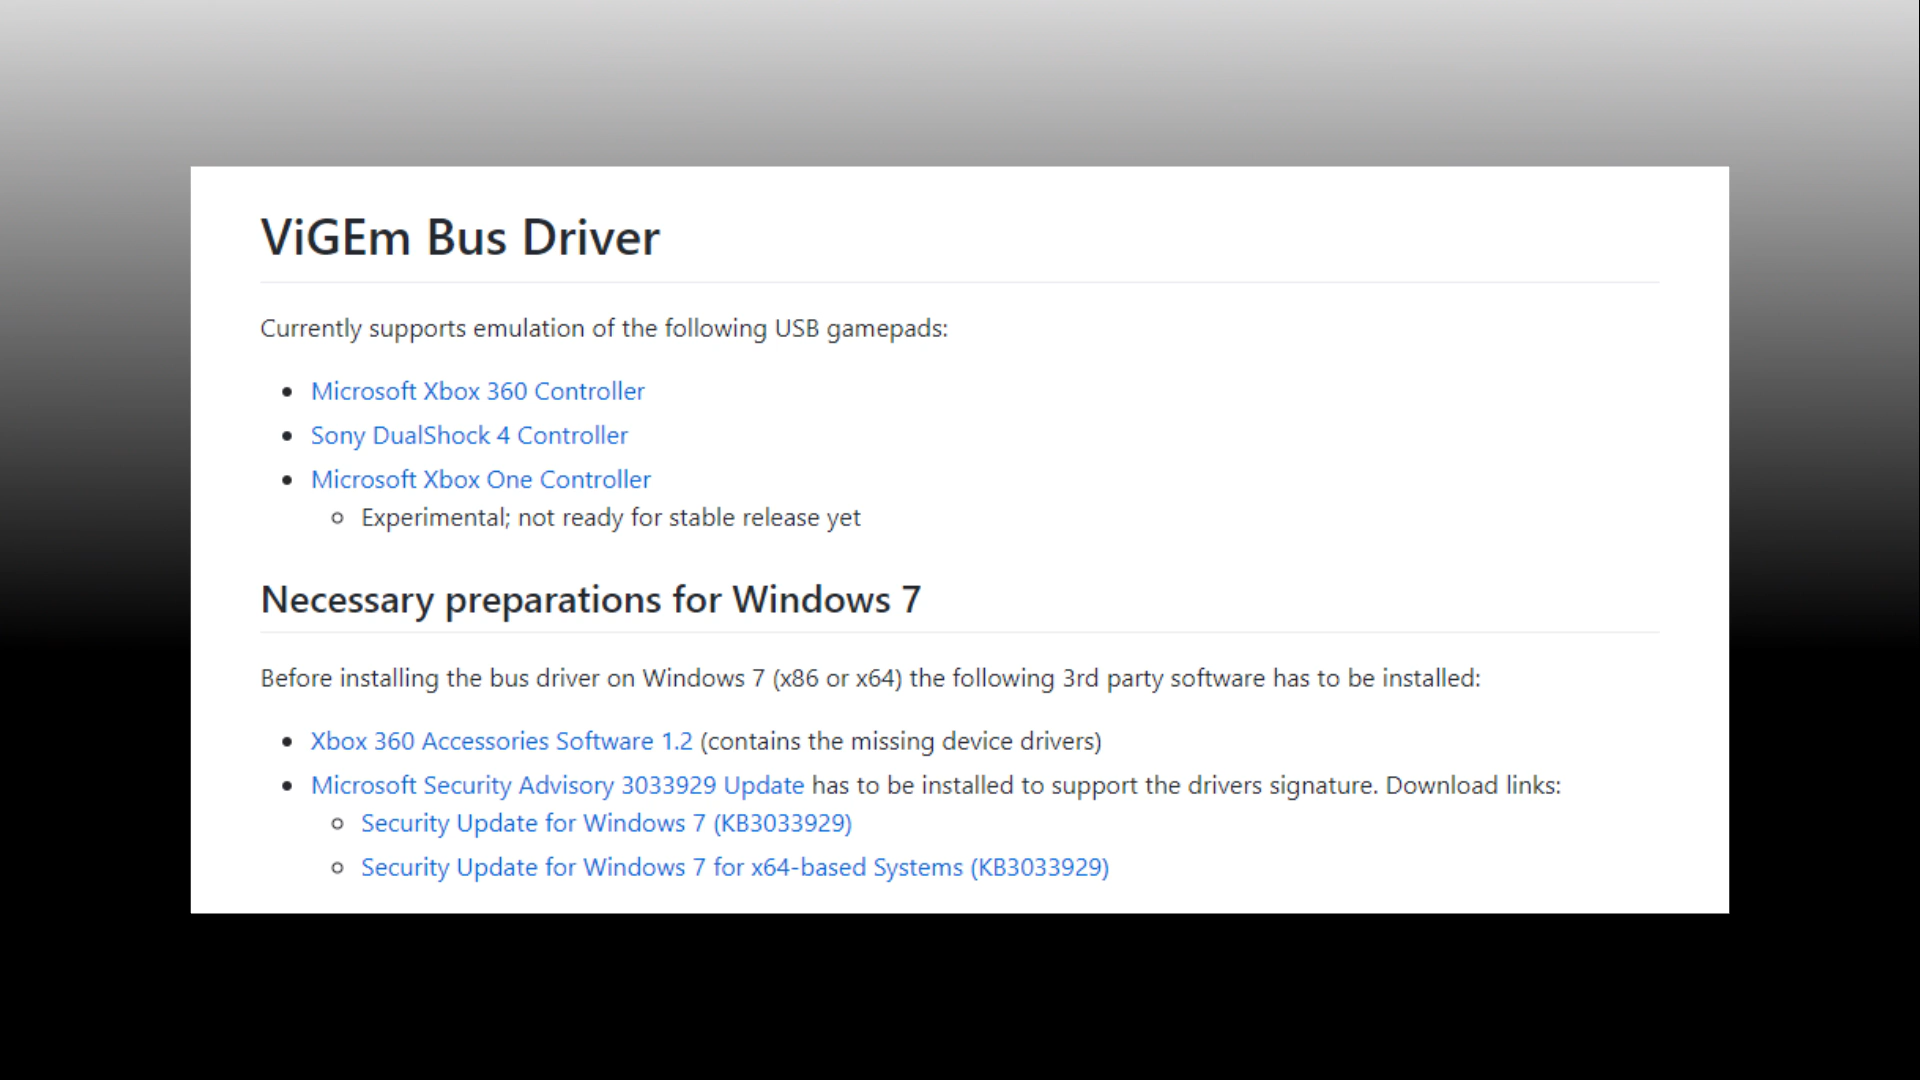 ViGEm Bus Driver
Currently supports emulation of the following USB gamepads:
Microsoft Xbox 360 Controller
Sony DualShock 4 Controller
Microsoft Xbox One Controller
Experimental; not ready for stable release yet
Necessary preparations for Windows 7
Before installing the bus driver on Windows 7 (x86 or x64) the following 3rd party software has to be installed:
Xbox 360 Accessories Software 1.2 (contains the missing device drivers)
Microsoft Security Advisory 3033929 Update has to be installed to support the drivers signature. Download links:
Security Update for Windows 7 (KB3033929)
Security Update for Windows 7 for x64-based Systems (KB3033929)